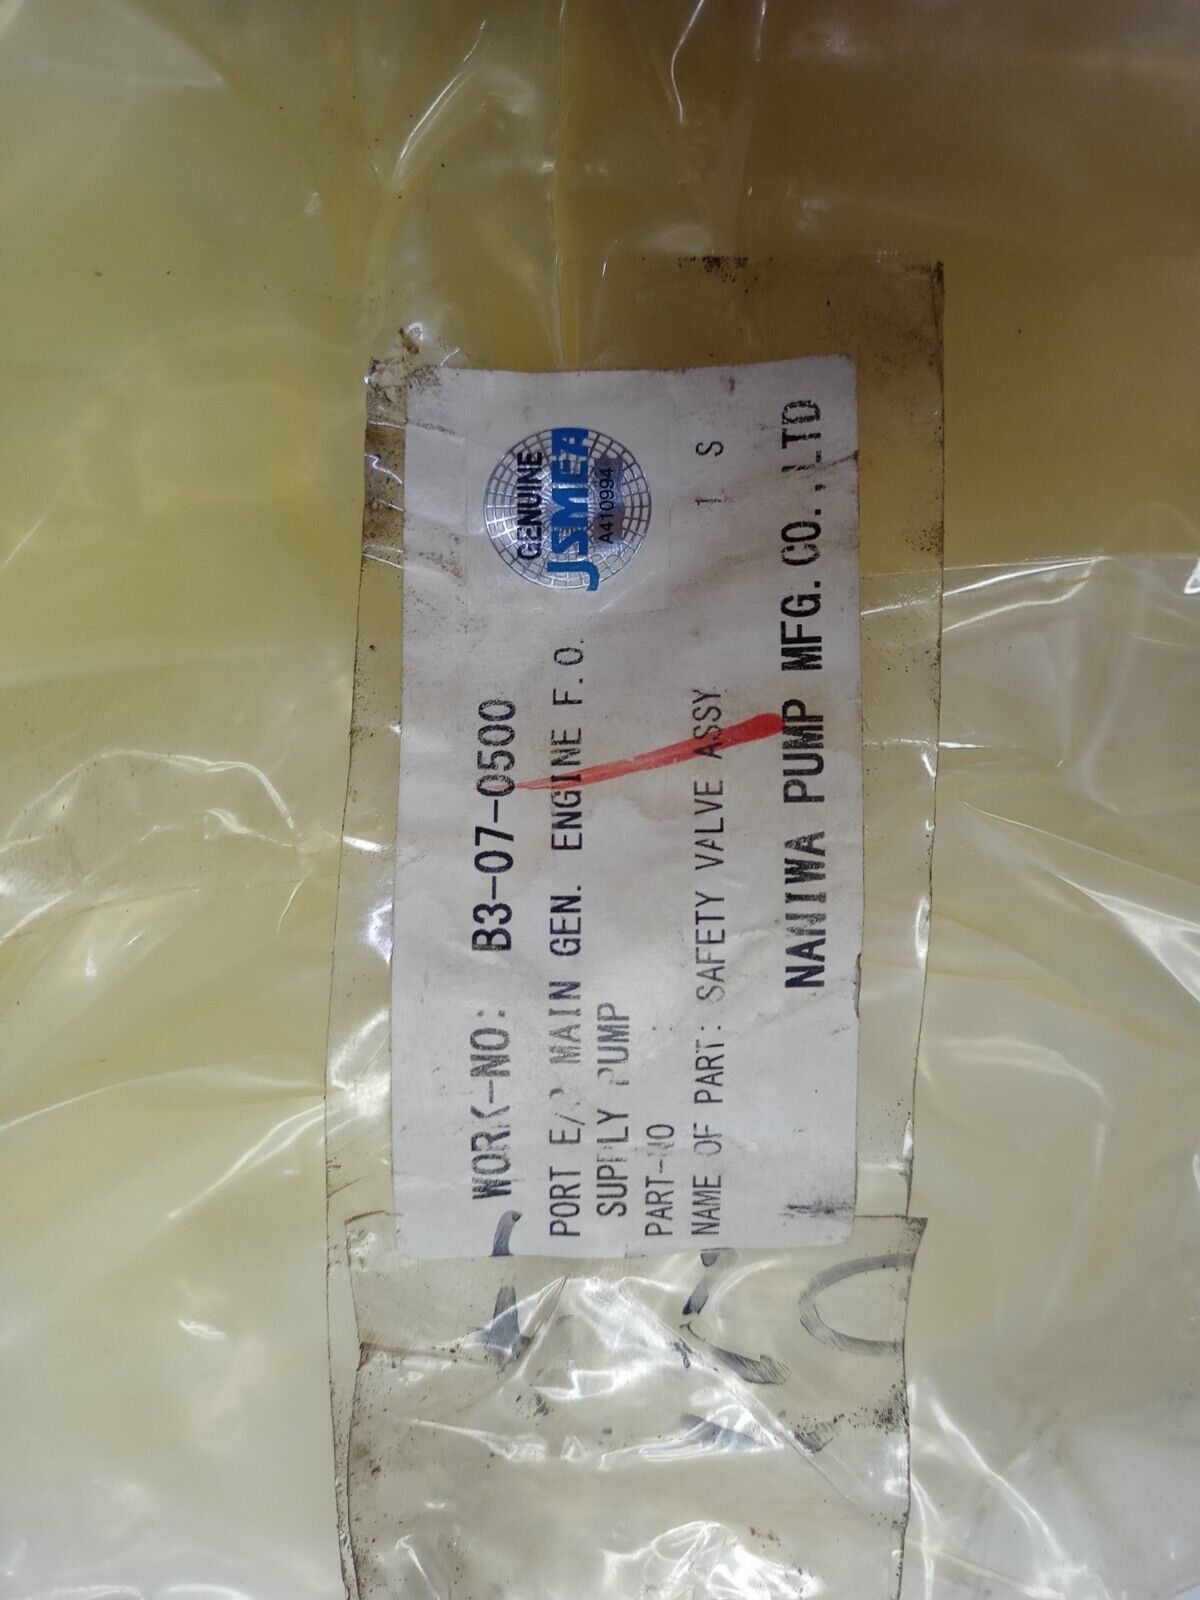 WORK-NO: B3-07-0500
GENUINE
JSMEA
A410994
PORT E/P MAIN GEN. ENGINE F.O.
SUPPLY PUMP
PART-NO
NAME OF PART: SAFETY VALVE ASSY 1 S
NANIWA PUMP MFG. CO.,LTD